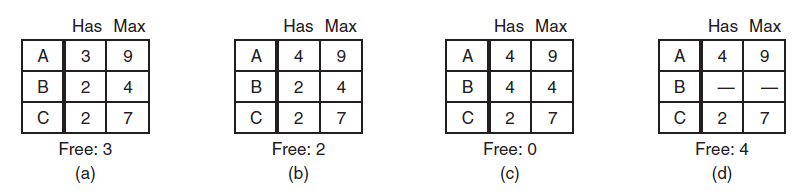 Has Max
A 3 9
B 2 4
C 2 7
Free: 3
(a)
Has Max
A 4 9
B 2 4
C 2 7
Free: 2
(b)
Has Max
A 4 9
B 4 4
C 2 7
Free: 0
(c)
Has Max
A 4 9
B — —
C 2 7
Free: 4
(d)